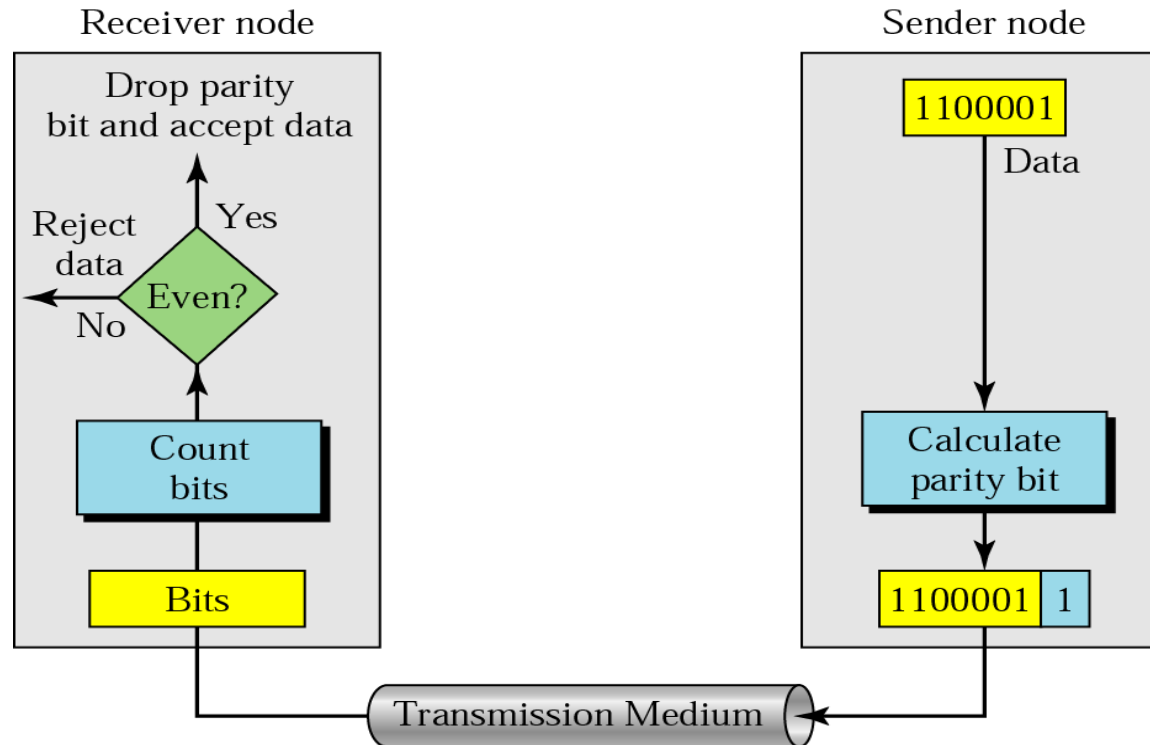 Receiver node
Drop parity
bit and accept data
Yes
Reject
data
Even?
No
Count
bits
Bits
Sender node
1100001
Data
Calculate
parity bit
1100001 1
Transmission Medium